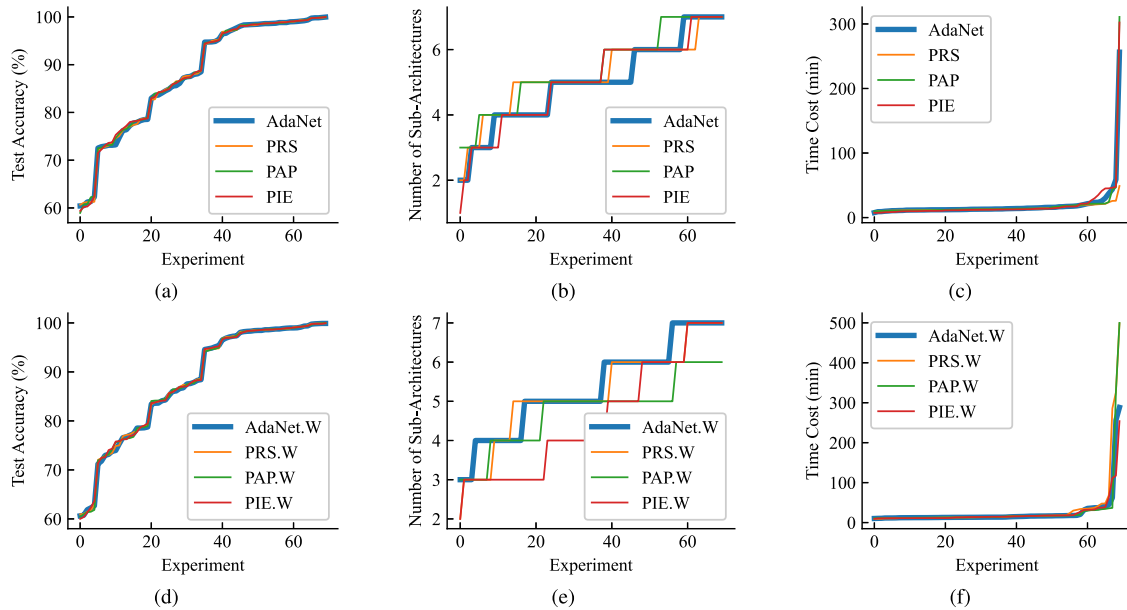 Test Accuracy (%)
100
90
80
70
60
0
20
40
60
Experiment
AdaNet
PRS
PAP
PIE
(a)
Number of Sub-Architectures
6
4
2
0
20
40
60
Experiment
AdaNet
PRS
PAP
PIE
(b)
Time Cost (min)
300
200
100
0
0
20
40
60
Experiment
AdaNet
PRS
PAP
PIE
(c)
Test Accuracy (%)
100
90
80
70
60
0
20
40
60
Experiment
AdaNet.W
PRS.W
PAP.W
PIE.W
(d)
Number of Sub-Architectures
7
6
5
4
3
2
0
20
40
60
Experiment
AdaNet.W
PRS.W
PAP.W
PIE.W
(e)
Time Cost (min)
500
400
300
200
100
0
0
20
40
60
Experiment
AdaNet.W
PRS.W
PAP.W
PIE.W
(f)